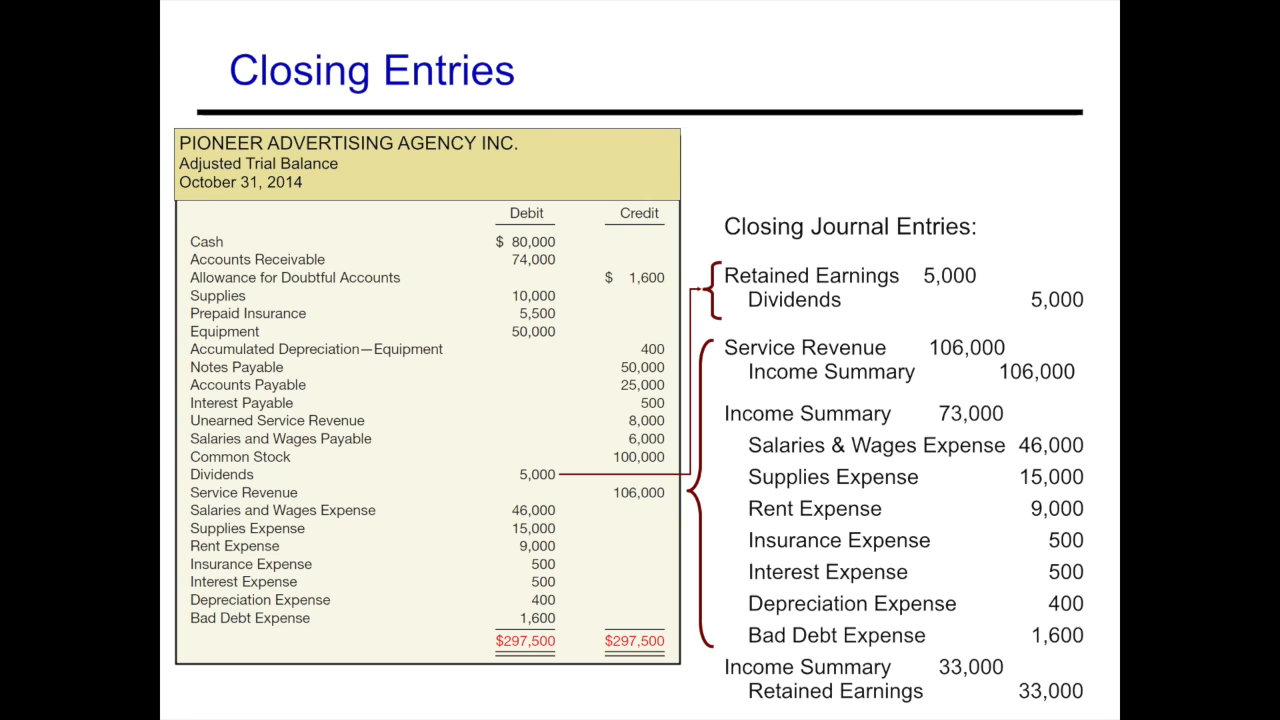 Closing Entries
PIONEER ADVERTISING AGENCY INC.
Adjusted Trial Balance
October 31, 2014
Debit Credit
Cash $ 80,000
Accounts Receivable 74,000
Allowance for Doubtful Accounts $ 1,600
Supplies 10,000
Prepaid Insurance 5,500
Equipment 50,000
Accumulated Depreciation—Equipment 400
Notes Payable 50,000
Accounts Payable 25,000
Interest Payable 500
Unearned Service Revenue 8,000
Salaries and Wages Payable 6,000
Common Stock 100,000
Dividends 5,000
Service Revenue 106,000
Salaries and Wages Expense 46,000
Supplies Expense 15,000
Rent Expense 9,000
Insurance Expense 500
Interest Expense 500
Depreciation Expense 400
Bad Debt Expense 1,600
$297,500 $297,500
Closing Journal Entries:
Retained Earnings 5,000
Dividends 5,000
Service Revenue 106,000
Income Summary 106,000
Income Summary 73,000
Salaries & Wages Expense 46,000
Supplies Expense 15,000
Rent Expense 9,000
Insurance Expense 500
Interest Expense 500
Depreciation Expense 400
Bad Debt Expense 1,600
Income Summary 33,000
Retained Earnings 33,000